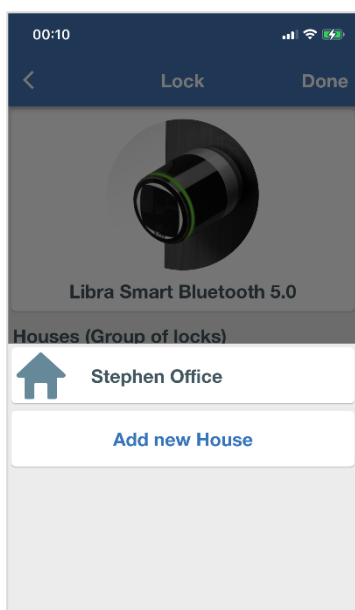 00:10
Lock
Done
Libra Smart Bluetooth 5.0
Houses (Group of locks)
Stephen Office
Add new House